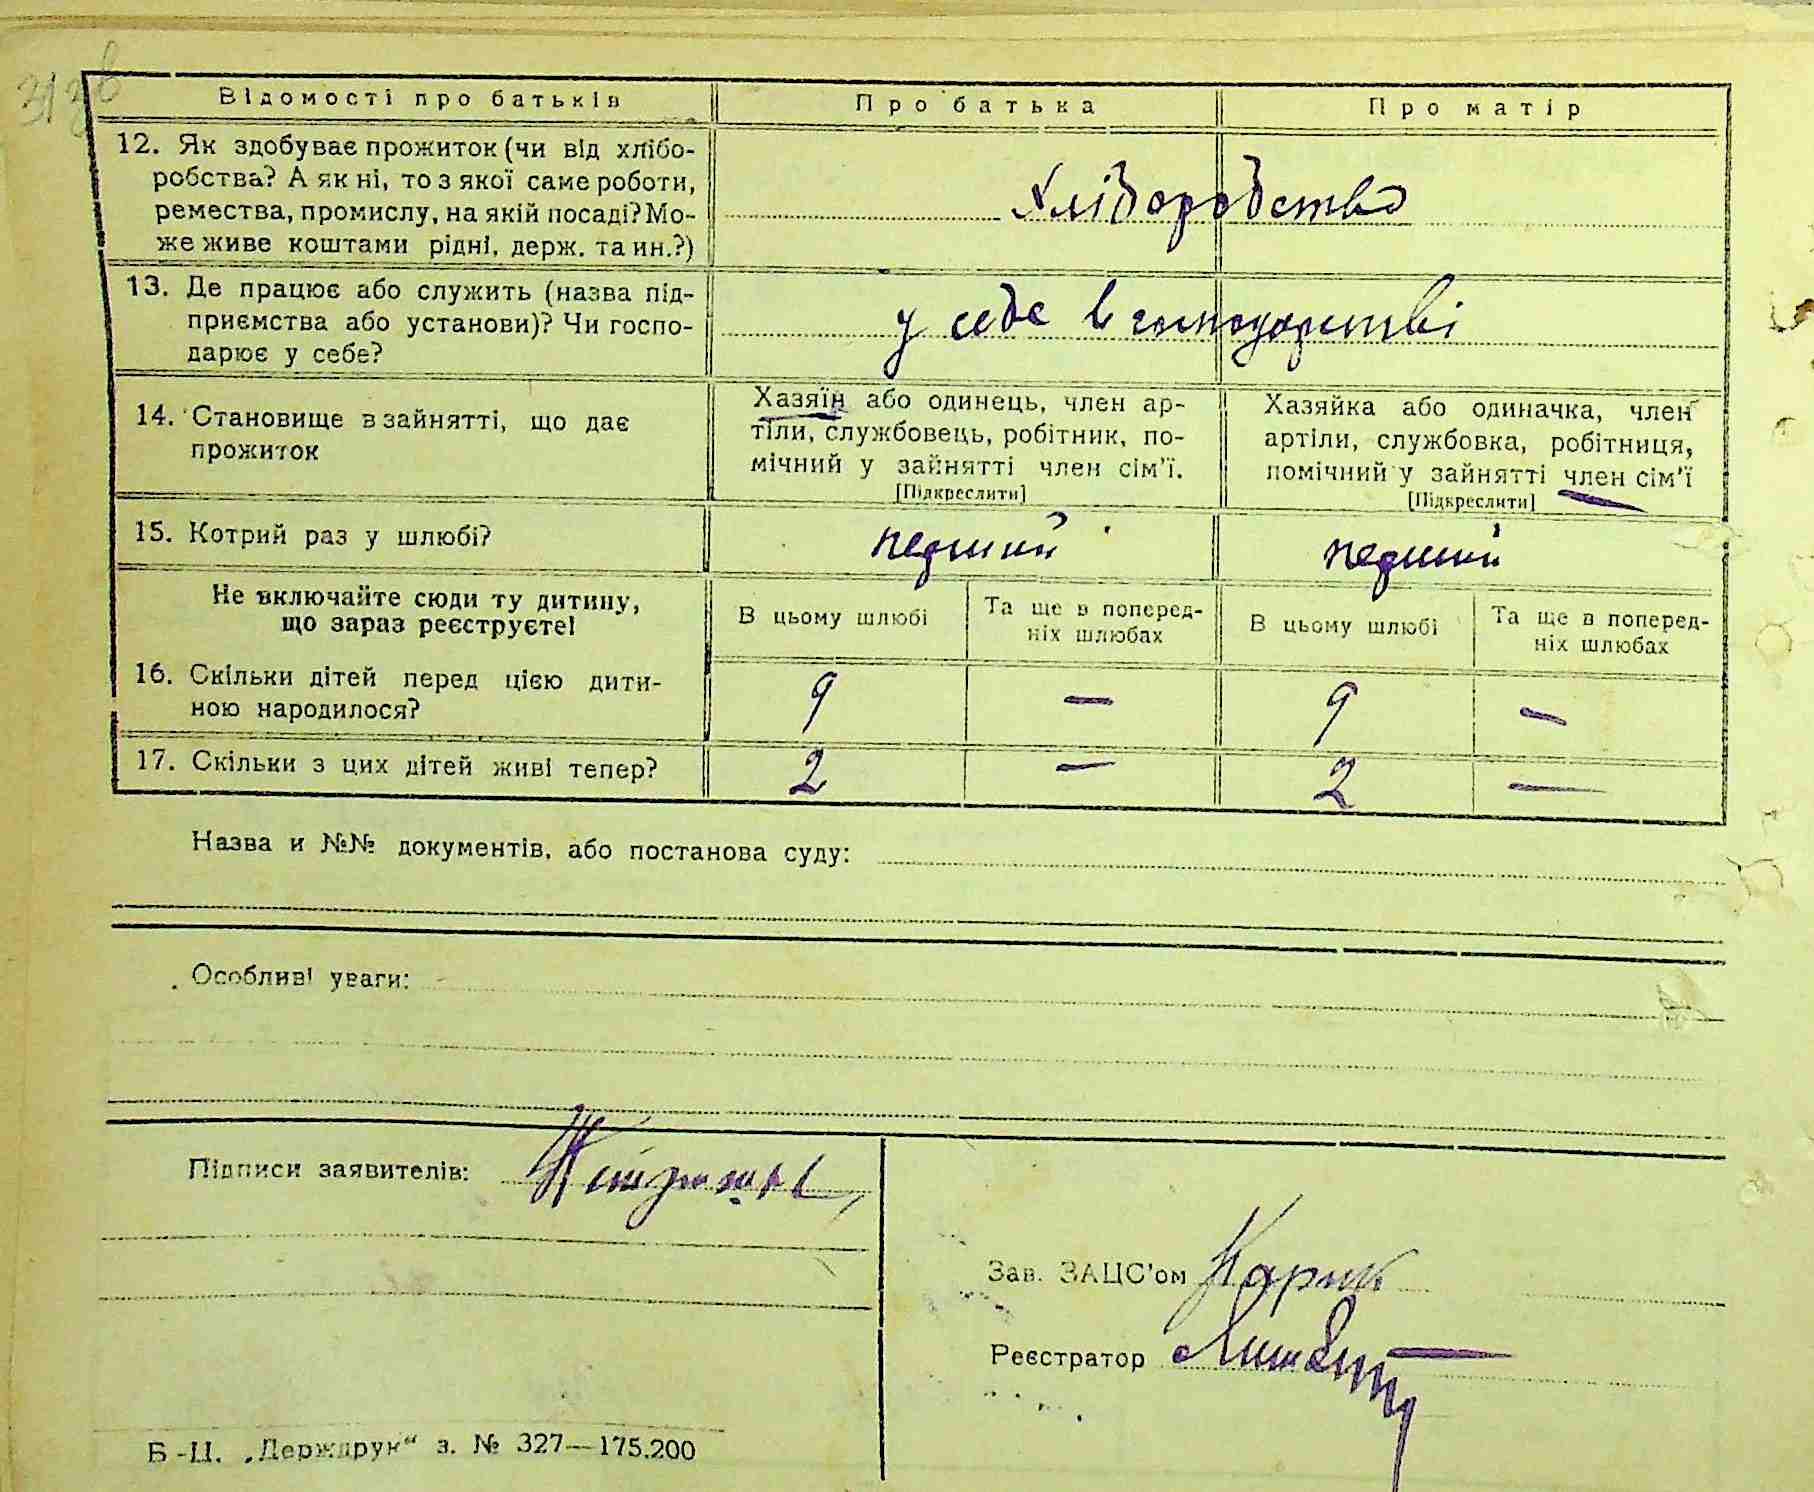 Відомості про батьків Про батька Про матір
12. Як здобуває прожиток (чи від хлібо-
робства? А як ні, то з якої саме роботи,
ремества, промислу, на якій посаді? Мо-
же живе коштами рідні, держ. та ин.?)
хлібородство
13. Де працює або служить (назва під-
приємства або установи)? Чи госпо-
дарює у себе?
у себе в господарстві
14. Становище в зайнятті, що дає
прожиток
Хазяїн або одинець, член ар-
тіли, службовець, робітник, по-
мічний у зайнятті член сім'ї.
[Підкреслити]
Хазяйка або одиначка, член
артіли, службовка, робітниця,
помічний у зайнятті член сім'ї
[Підкреслити]
15. Котрий раз у шлюбі? перший перший
Не включайте сюди ту дитину,
що зараз реєструєте!
В цьому шлюбі
Та ще в поперед-
ніх шлюбах
В цьому шлюбі
Та ще в поперед-
ніх шлюбах
16. Скільки дітей перед цією дити-
ною народилося?
9 — 9 —
17. Скільки з цих дітей живі тепер? 2 — 2 —
Назва и №№ документів, або постанова суду:
Особливі уваги:
Підписи заявителів:
Зав. ЗАЦС'ом
Реєстратор
Б-Ц. „Держдрук“ з. № 327—175.200